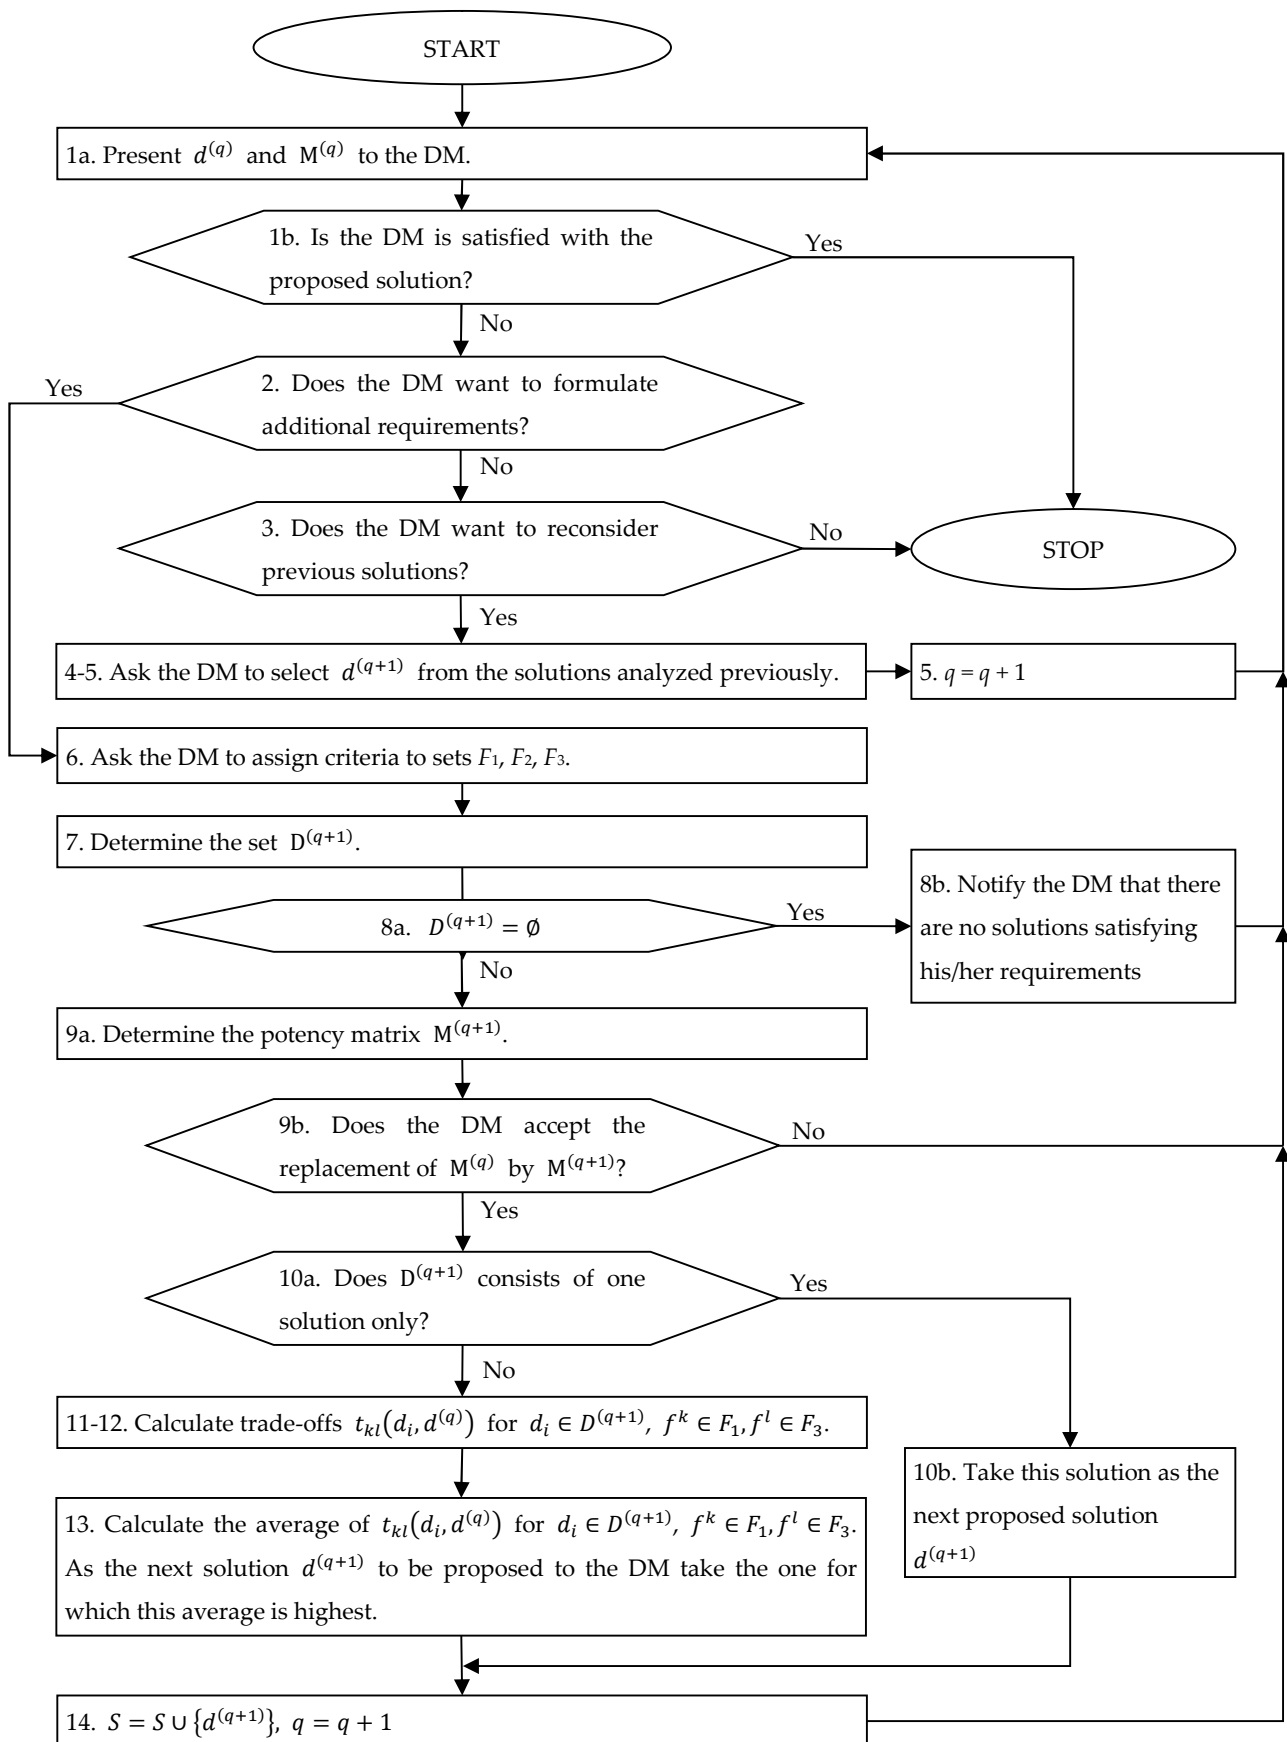 START
1a. Present d^(q) and M^(q) to the DM.
1b. Is the DM is satisfied with the
proposed solution?
Yes
No
2. Does the DM want to formulate
additional requirements?
Yes
No
3. Does the DM want to reconsider
previous solutions?
No
STOP
Yes
4-5. Ask the DM to select d^(q+1) from the solutions analyzed previously.
5. q = q + 1
6. Ask the DM to assign criteria to sets F₁, F₂, F₃.
7. Determine the set D^(q+1).
8a. D^(q+1) = ∅
Yes
8b. Notify the DM that there
are no solutions satisfying
his/her requirements
No
9a. Determine the potency matrix M^(q+1).
9b. Does the DM accept the
replacement of M^(q) by M^(q+1)?
No
Yes
10a. Does D^(q+1) consists of one
solution only?
Yes
No
11-12. Calculate trade-offs t_kl(d_i, d^(q)) for d_i ∈ D^(q+1), f^k ∈ F₁, f^l ∈ F₃.
10b. Take this solution as the
next proposed solution
d^(q+1)
13. Calculate the average of t_kl(d_i, d^(q)) for d_i ∈ D^(q+1), f^k ∈ F₁, f^l ∈ F₃.
As the next solution d^(q+1) to be proposed to the DM take the one for
which this average is highest.
14. S = S ∪ {d^(q+1)}, q = q + 1